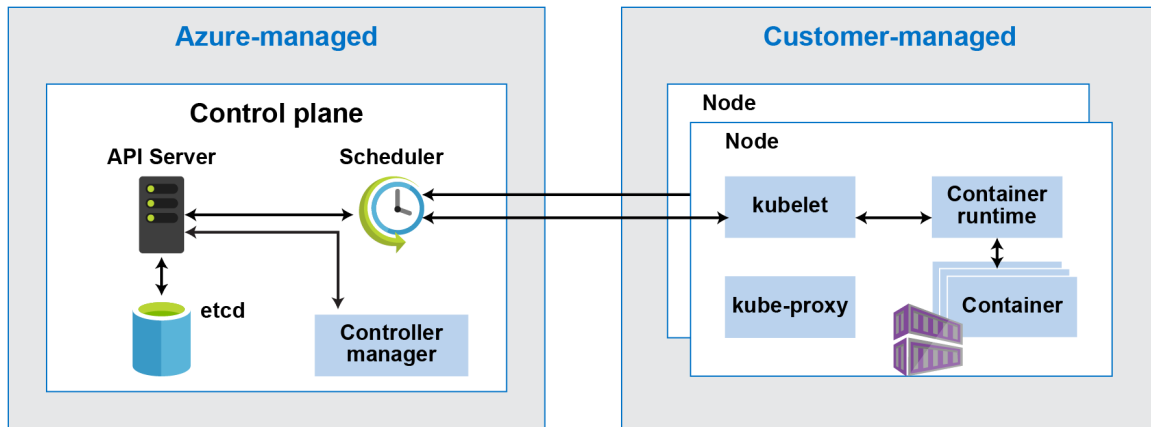 Azure-managed
Control plane
API Server
Scheduler
etcd
Controller
manager
Customer-managed
Node
Node
kubelet
Container
runtime
kube-proxy
Container